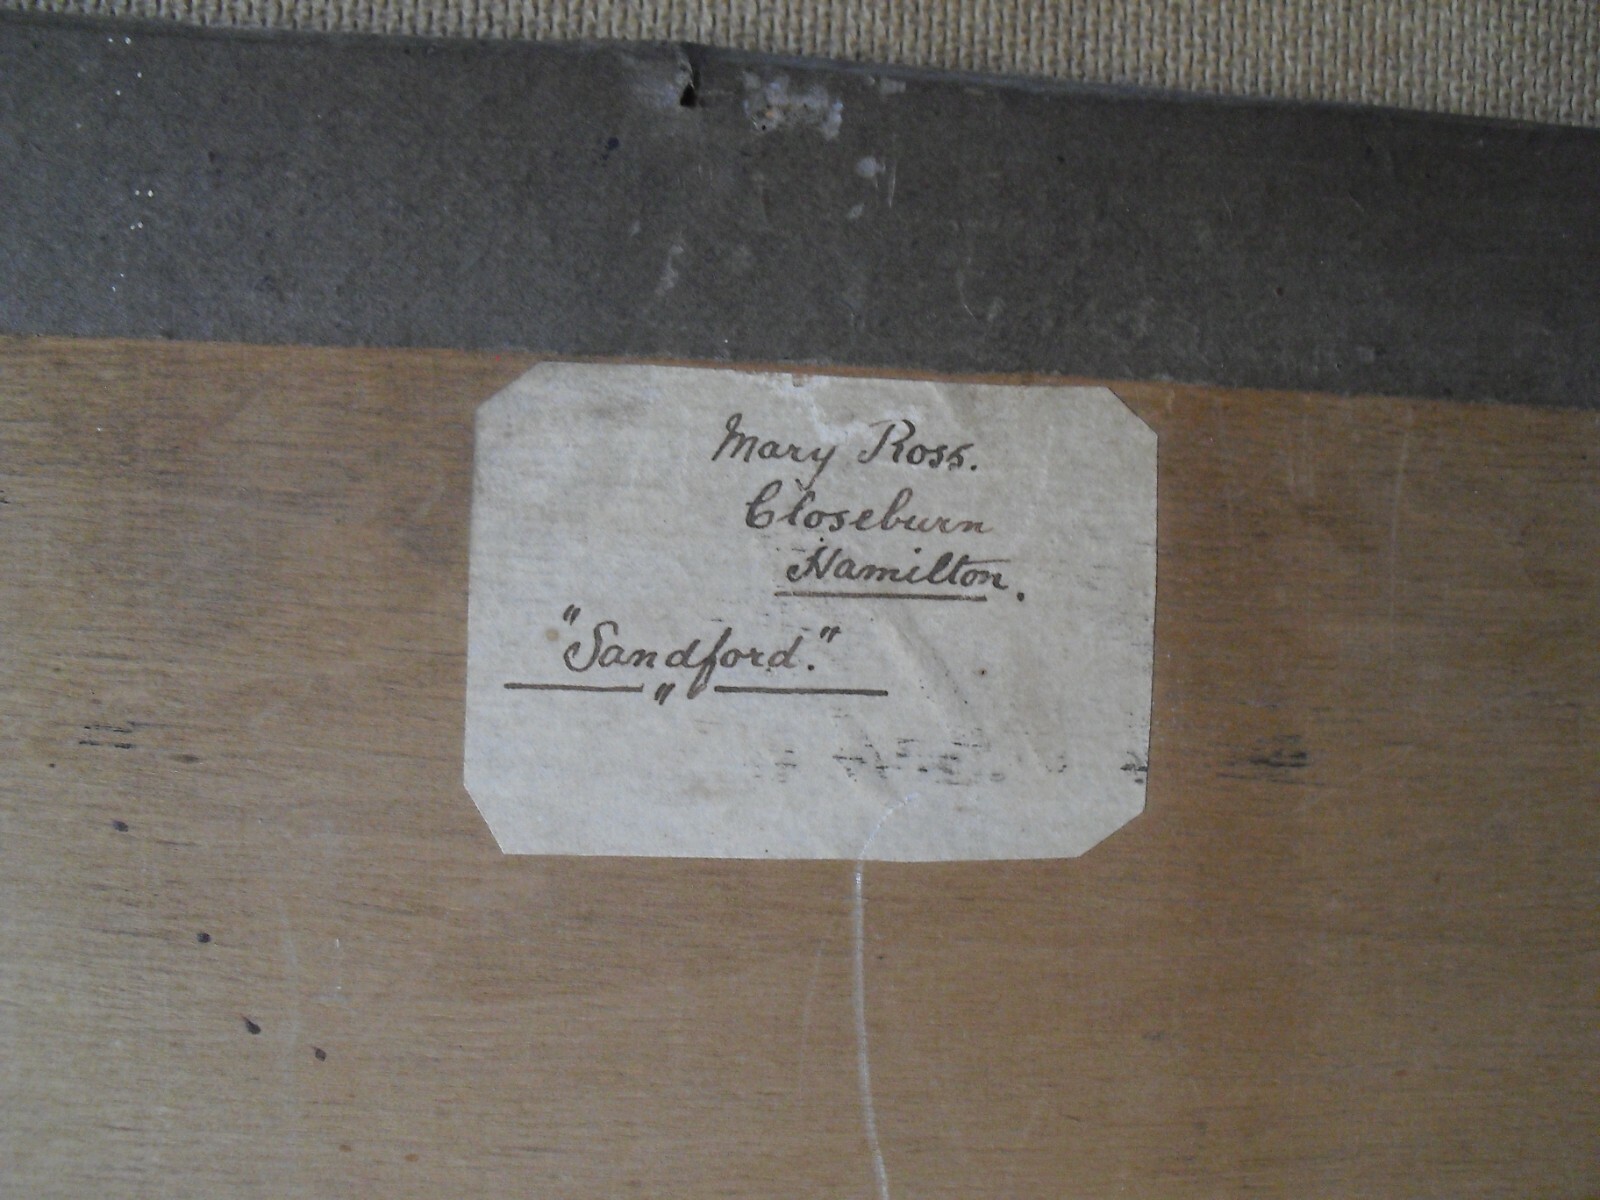 Mary Ross.
Closeburn
Hamilton.
"Sandford."
"